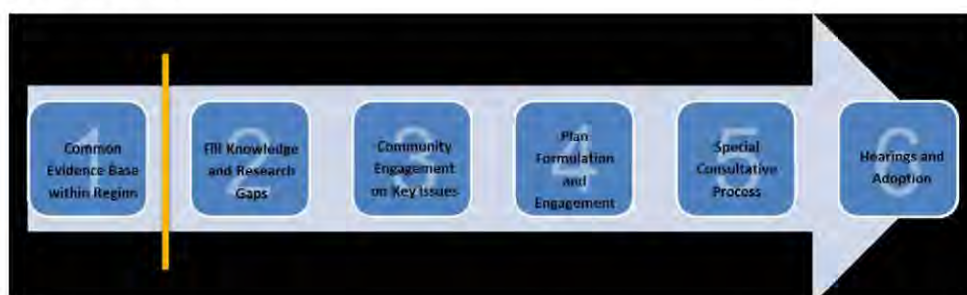 1
Common
Evidence Base
within Region
2
Fill Knowledge
and Research
Gaps
3
Community
Engagement
on Key Issues
4
Plan
Formulation
and
Engagement
5
Special
Consultative
Process
6
Hearings and
Adoption